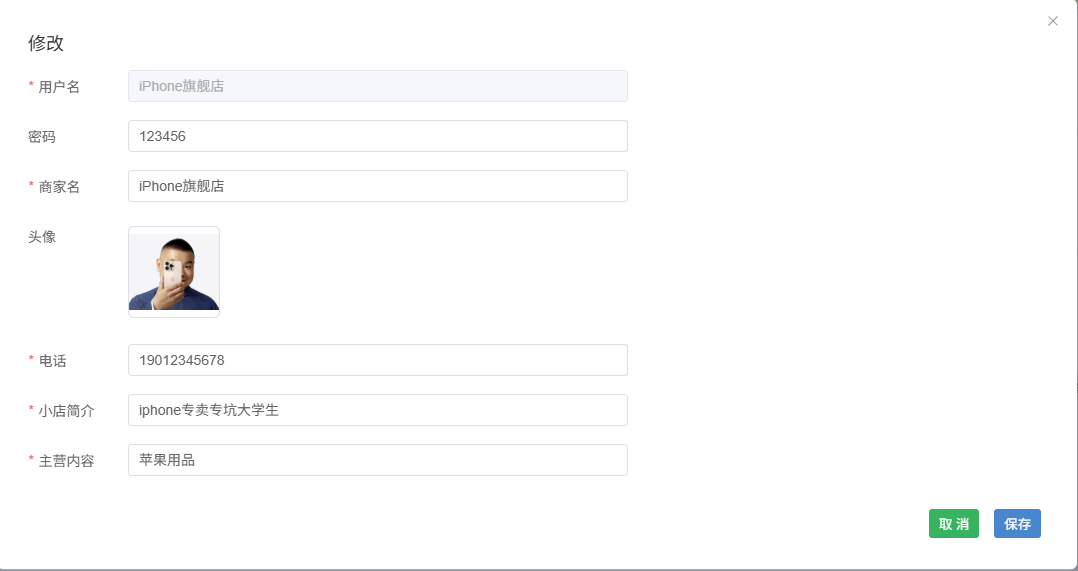 修改
* 用户名 iPhone旗舰店
密码 123456
* 商家名 iPhone旗舰店
头像
* 电话 19012345678
* 小店简介 iphone专卖专坑大学生
* 主营内容 苹果用品
取 消 保存